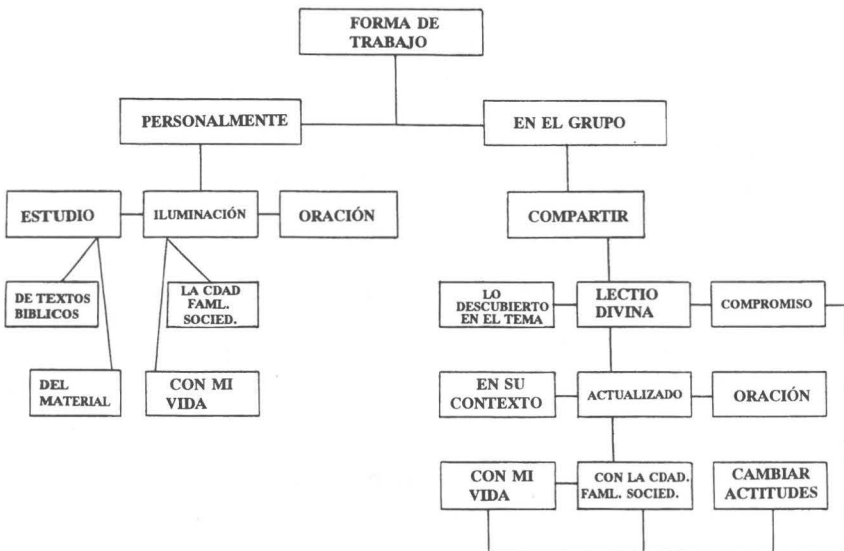 FORMA DE
TRABAJO
PERSONALMENTE
EN EL GRUPO
ESTUDIO
ILUMINACIÓN
ORACIÓN
COMPARTIR
DE TEXTOS
BIBLICOS
LA CDAD
FAML.
SOCIED.
LO
DESCUBIERTO
EN EL TEMA
LECTIO
DIVINA
COMPROMISO
DEL
MATERIAL
CON MI
VIDA
EN SU
CONTEXTO
ACTUALIZADO
ORACIÓN
CON MI
VIDA
CON LA CDAD.
FAML. SOCIED.
CAMBIAR
ACTITUDES